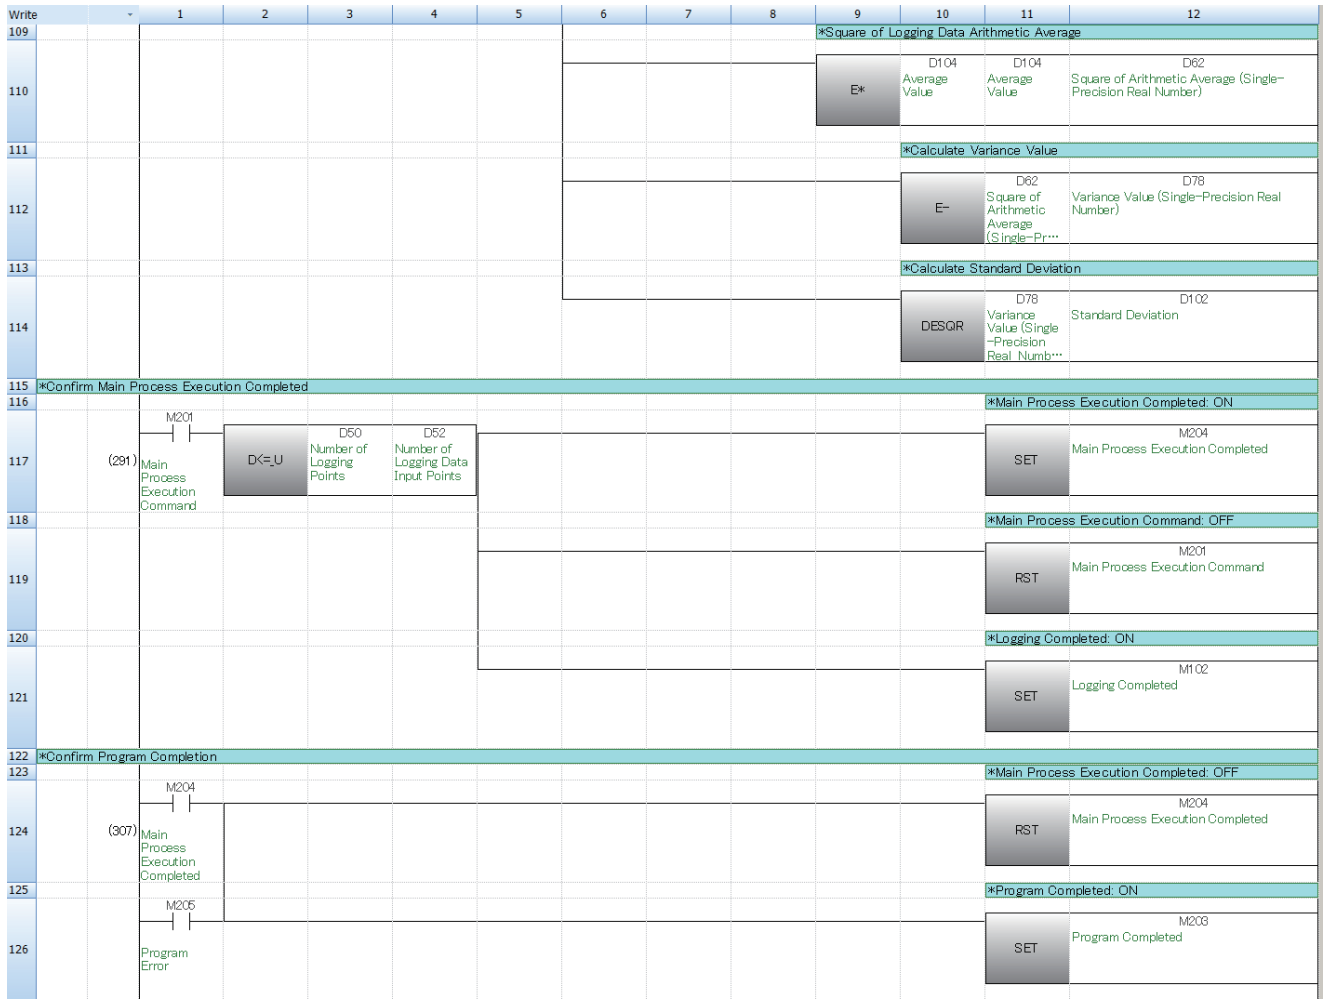 Write 1 2 3 4 5 6 7 8 9 10 11 12
109 *Square of Logging Data Arithmetic Average
110 E* D104 D104 D62
Average Average Square of Arithmetic Average (Single-
Value Value Precision Real Number)
111 *Calculate Variance Value
112 E- D62 D78
Square of Variance Value (Single-Precision Real
Arithmetic Number)
Average
(Single-Pr…
113 *Calculate Standard Deviation
114 DESQR D78 D102
Variance Standard Deviation
Value (Single
-Precision
Real Numb…
115 *Confirm Main Process Execution Completed
116 *Main Process Execution Completed: ON
M201
117 (291) D<=_U D50 D52 SET M204
Main Number of Number of Main Process Execution Completed
Process Logging Logging Data
Execution Points Input Points
Command
118 *Main Process Execution Command: OFF
119 RST M201
Main Process Execution Command
120 *Logging Completed: ON
121 SET M102
Logging Completed
122 *Confirm Program Completion
123 *Main Process Execution Completed: OFF
M204
124 (307) RST M204
Main Main Process Execution Completed
Process
Execution
Completed
125 *Program Completed: ON
M205
126 SET M203
Program Program Completed
Error